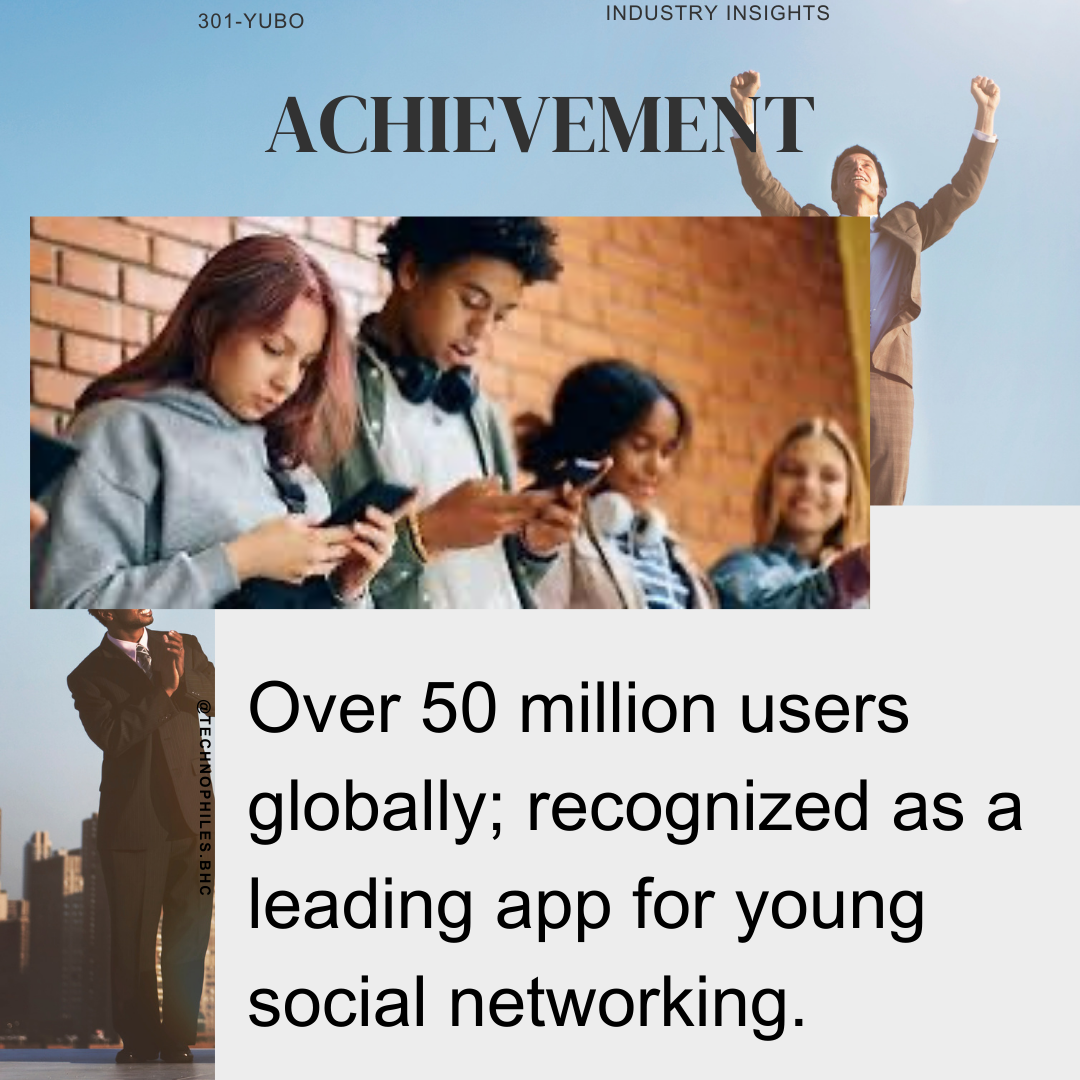 301-YUBO
INDUSTRY INSIGHTS
ACHIEVEMENT
Over 50 million users
globally; recognized as a
leading app for young
social networking.
@TECHNOPHILES.BHC